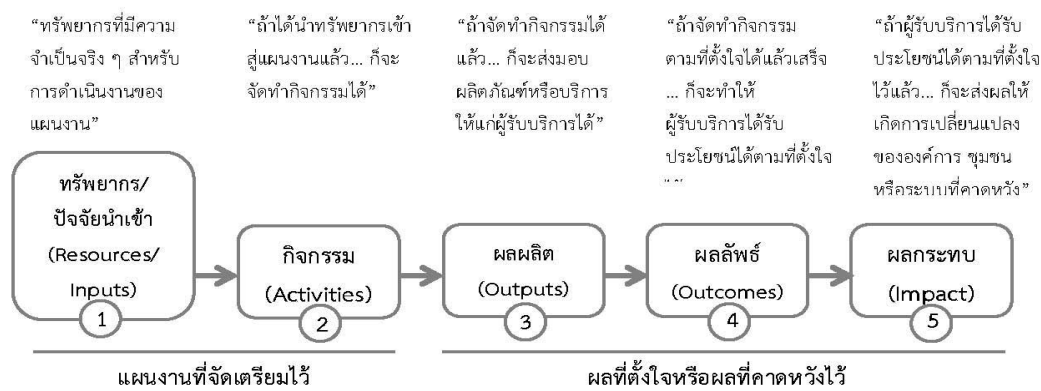 “ทรัพยากรที่มีความ
จำเป็นจริง ๆ สำหรับ
การดำเนินงานของ
แผนงาน”
“ถ้าได้นำทรัพยากรเข้า
สู่แผนงานแล้ว... ก็จะ
จัดทำกิจกรรมได้”
“ถ้าจัดทำกิจกรรมได้
แล้ว... ก็จะส่งมอบ
ผลิตภัณฑ์หรือบริการ
ให้แก่ผู้รับบริการได้”
“ถ้าจัดทำกิจกรรม
ตามที่ตั้งใจได้แล้วเสร็จ
... ก็จะทำให้
ผู้รับบริการได้รับ
ประโยชน์ได้ตามที่ตั้งใจ
“ถ้าผู้รับบริการได้รับ
ประโยชน์ได้ตามที่ตั้งใจ
ไว้แล้ว... ก็จะส่งผลให้
เกิดการเปลี่ยนแปลง
ขององค์การ ชุมชน
หรือระบบที่คาดหวัง”
ทรัพยากร/
ปัจจัยนำเข้า
(Resources/
Inputs)
1
กิจกรรม
(Activities)
2
ผลผลิต
(Outputs)
3
ผลลัพธ์
(Outcomes)
4
ผลกระทบ
(Impact)
5
แผนงานที่จัดเตรียมไว้
ผลที่ตั้งใจหรือผลที่คาดหวังไว้